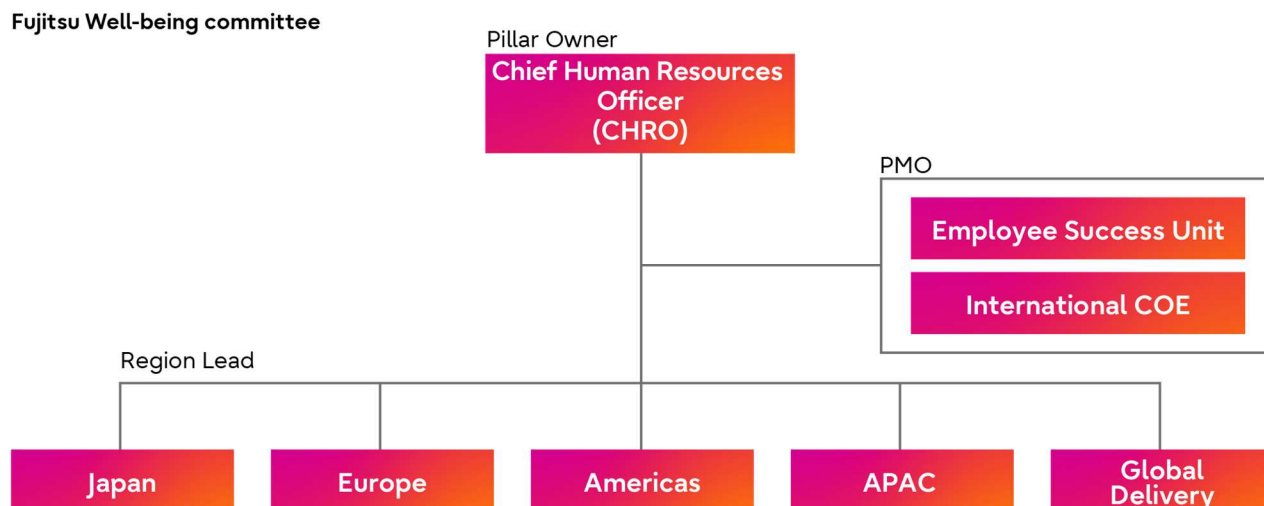 Fujitsu Well-being committee
Pillar Owner
Chief Human Resources
Officer
(CHRO)
PMO
Employee Success Unit
International COE
Region Lead
Japan
Europe
Americas
APAC
Global
Delivery